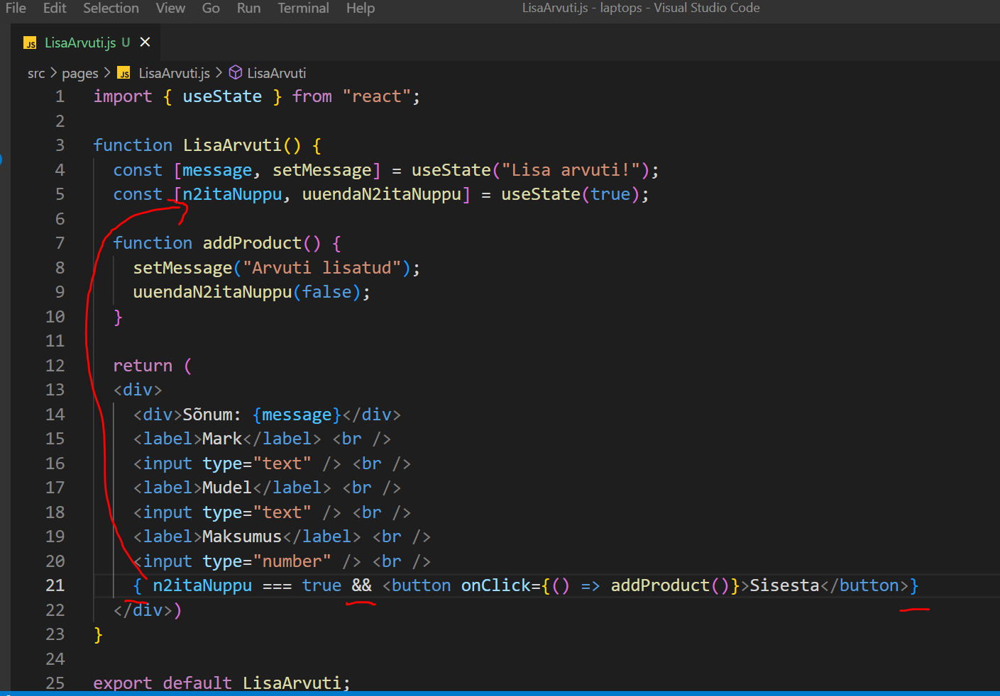 File Edit Selection View Go Run Terminal Help LisaArvuti.js - laptops - Visual Studio Code
JS LisaArvuti.js U ×
src > pages > JS LisaArvuti.js > LisaArvuti
1 import { useState } from "react";
2
3 function LisaArvuti() {
4 const [message, setMessage] = useState("Lisa arvuti!");
5 const [n2itaNuppu, uuendaN2itaNuppu] = useState(true);
6
7 function addProduct() {
8 setMessage("Arvuti lisatud");
9 uuendaN2itaNuppu(false);
10 }
11
12 return (
13 <div>
14 <div>Sõnum: {message}</div>
15 <label>Mark</label> <br />
16 <input type="text" /> <br />
17 <label>Mudel</label> <br />
18 <input type="text" /> <br />
19 <label>Maksumus</label> <br />
20 <input type="number" /> <br />
21 { n2itaNuppu === true && <button onClick={() => addProduct()}>Sisesta</button>}
22 </div>)
23 }
24
25 export default LisaArvuti;